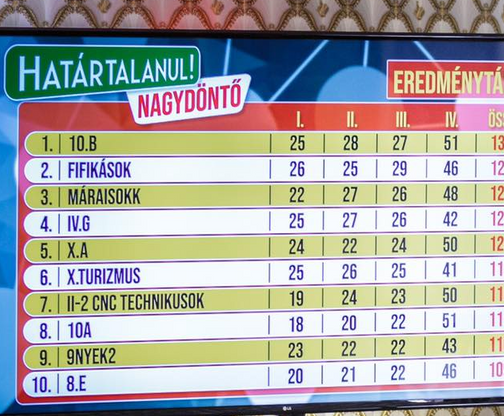 HATÁRTALANUL!
NAGYDÖNTŐ
EREDMÉNYTÁ
I. II. III. IV. ÖS
1. 10.B 25 28 27 51 13
2. FIFIKÁSOK 26 25 29 46 12
3. MÁRAISOKK 22 27 26 48 12
4. IV.G 25 27 26 42 12
5. X.A 24 22 24 50 12
6. X.TURIZMUS 25 26 25 41 11
7. II-2 CNC TECHNIKUSOK 19 24 23 50 11
8. 10A 18 20 22 51 11
9. 9NYEK2 23 22 22 43 11
10. 8.E 20 21 22 46 10
LG